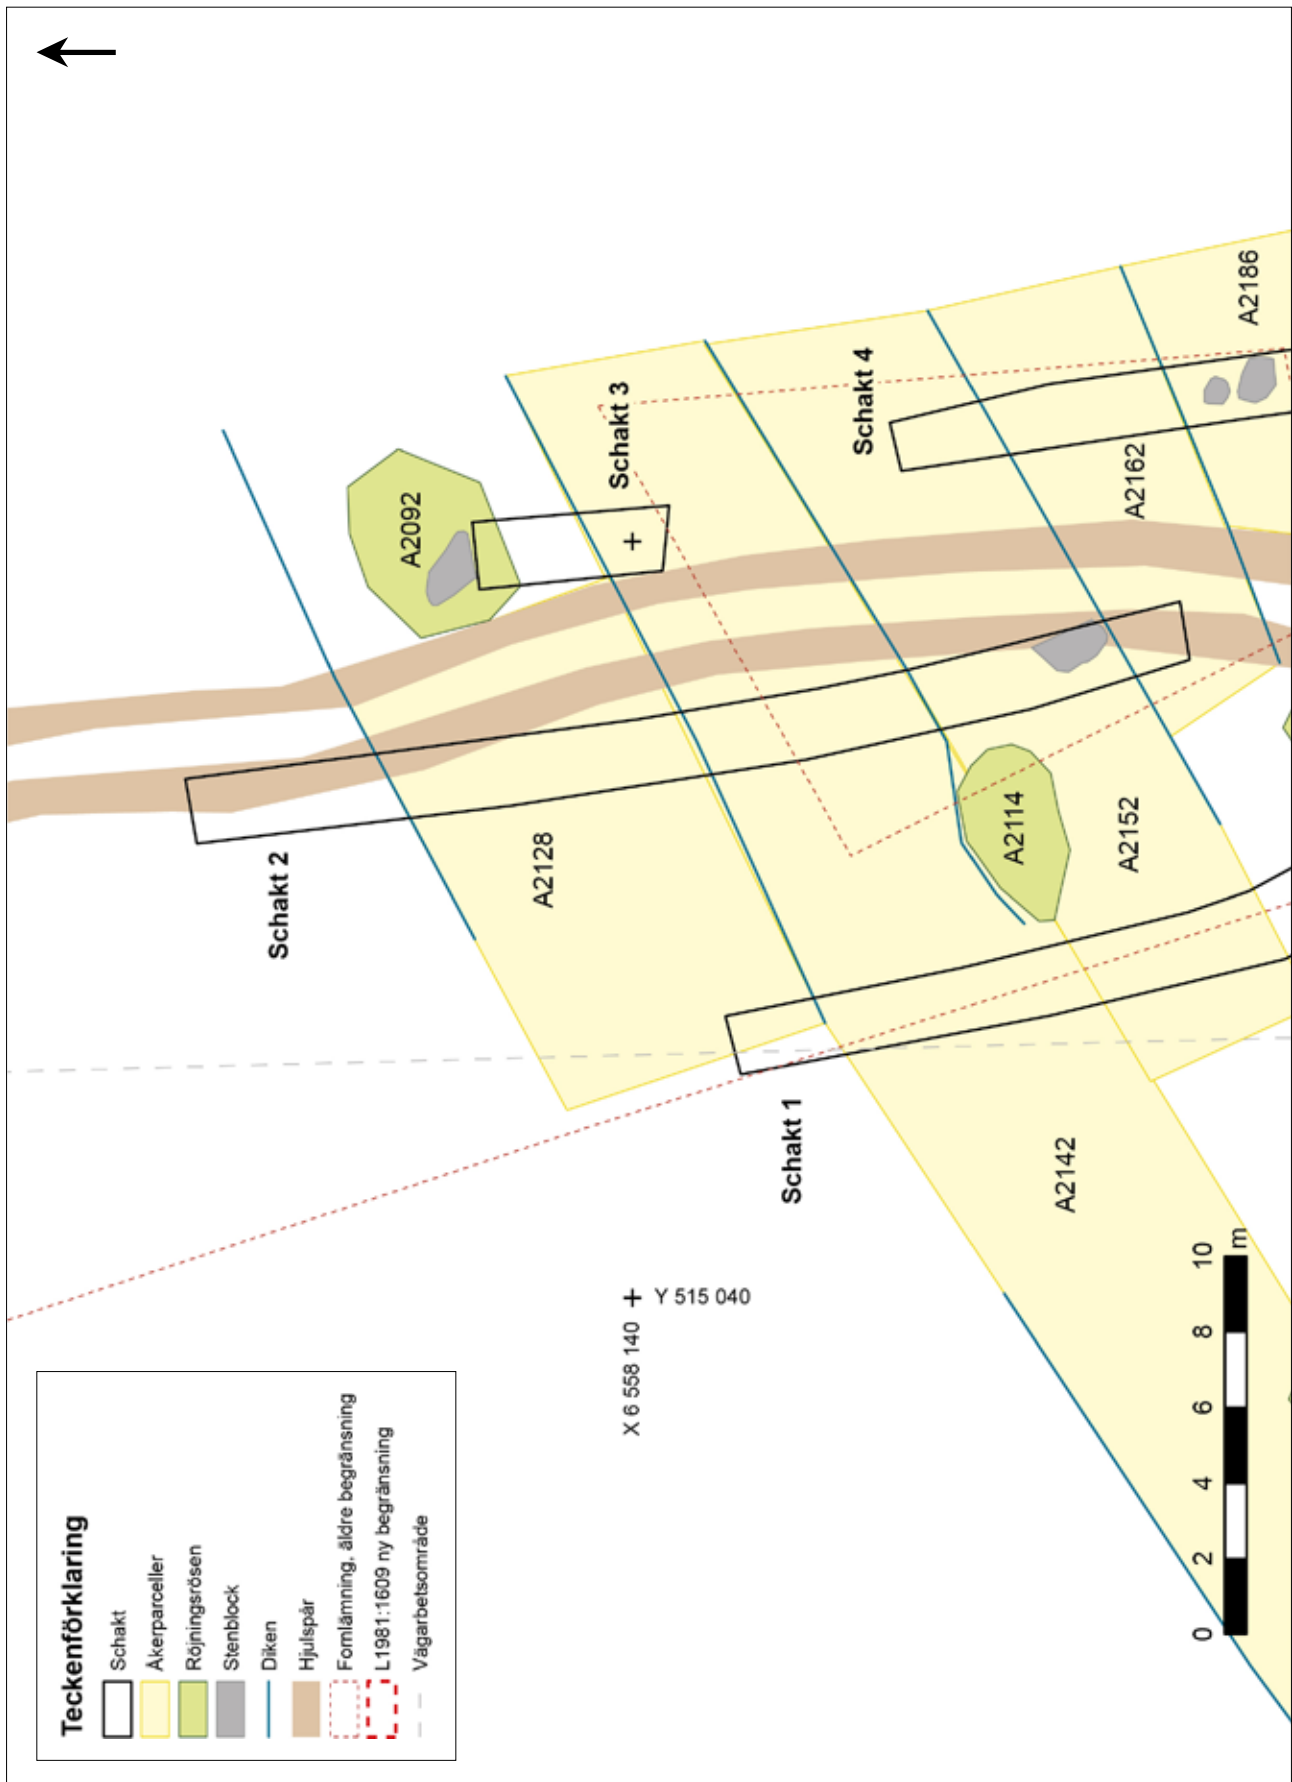 Teckenförklaring
Schakt
Åkerparceller
Röjningsrösen
Stenblock
Diken
Hjulspår
Fornlämning, äldre begränsning
L1981:1609 ny begränsning
Vägarbetsområde
Schakt 2
A2092
A2128
Schakt 3
X 6 558 140
Y 515 040
Schakt 1
Schakt 4
A2114
A2142
A2152
A2162
A2186
0 2 4 6 8 10
m